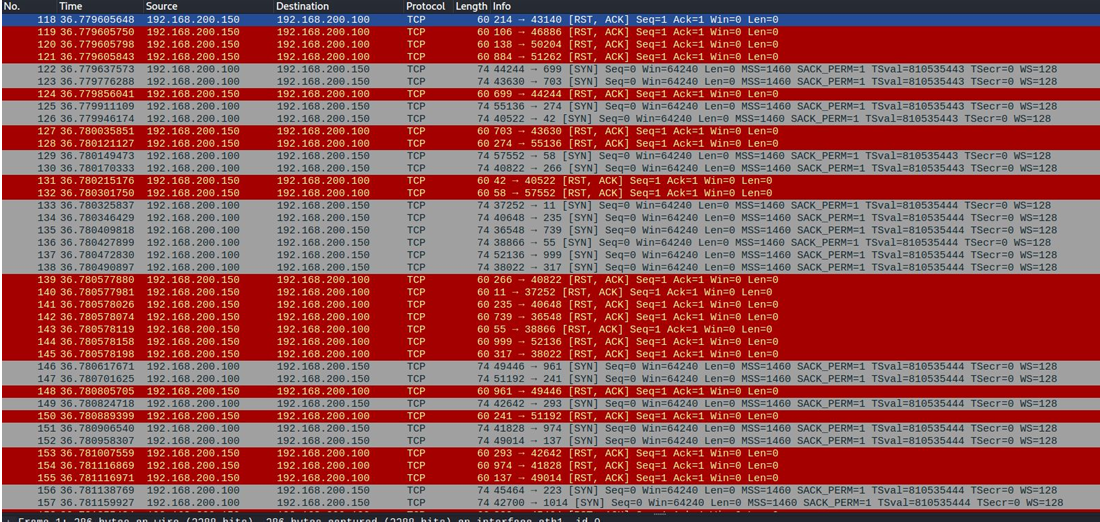 No. Time Source Destination Protocol Length Info
118 36.779605648 192.168.200.150 192.168.200.100 TCP 60 214 → 43140 [RST, ACK] Seq=1 Ack=1 Win=0 Len=0
119 36.779605750 192.168.200.150 192.168.200.100 TCP 60 106 → 46886 [RST, ACK] Seq=1 Ack=1 Win=0 Len=0
120 36.779605798 192.168.200.150 192.168.200.100 TCP 60 138 → 50204 [RST, ACK] Seq=1 Ack=1 Win=0 Len=0
121 36.779605843 192.168.200.150 192.168.200.100 TCP 60 884 → 51262 [RST, ACK] Seq=1 Ack=1 Win=0 Len=0
122 36.779637573 192.168.200.100 192.168.200.150 TCP 74 44244 → 699 [SYN] Seq=0 Win=64240 Len=0 MSS=1460 SACK_PERM=1 TSval=810535443 TSecr=0 WS=128
123 36.779776288 192.168.200.100 192.168.200.150 TCP 74 43630 → 703 [SYN] Seq=0 Win=64240 Len=0 MSS=1460 SACK_PERM=1 TSval=810535443 TSecr=0 WS=128
124 36.779856041 192.168.200.150 192.168.200.100 TCP 60 699 → 44244 [RST, ACK] Seq=1 Ack=1 Win=0 Len=0
125 36.779911109 192.168.200.100 192.168.200.150 TCP 74 55136 → 274 [SYN] Seq=0 Win=64240 Len=0 MSS=1460 SACK_PERM=1 TSval=810535443 TSecr=0 WS=128
126 36.779946174 192.168.200.100 192.168.200.150 TCP 74 40522 → 42 [SYN] Seq=0 Win=64240 Len=0 MSS=1460 SACK_PERM=1 TSval=810535443 TSecr=0 WS=128
127 36.780035851 192.168.200.150 192.168.200.100 TCP 60 703 → 43630 [RST, ACK] Seq=1 Ack=1 Win=0 Len=0
128 36.780121127 192.168.200.150 192.168.200.100 TCP 60 274 → 55136 [RST, ACK] Seq=1 Ack=1 Win=0 Len=0
129 36.780149473 192.168.200.100 192.168.200.150 TCP 74 57552 → 58 [SYN] Seq=0 Win=64240 Len=0 MSS=1460 SACK_PERM=1 TSval=810535444 TSecr=0 WS=128
130 36.780170333 192.168.200.100 192.168.200.150 TCP 74 40822 → 266 [SYN] Seq=0 Win=64240 Len=0 MSS=1460 SACK_PERM=1 TSval=810535444 TSecr=0 WS=128
131 36.780215176 192.168.200.150 192.168.200.100 TCP 60 42 → 40522 [RST, ACK] Seq=1 Ack=1 Win=0 Len=0
132 36.780301750 192.168.200.150 192.168.200.100 TCP 60 58 → 57552 [RST, ACK] Seq=1 Ack=1 Win=0 Len=0
133 36.780325837 192.168.200.100 192.168.200.150 TCP 74 37252 → 11 [SYN] Seq=0 Win=64240 Len=0 MSS=1460 SACK_PERM=1 TSval=810535444 TSecr=0 WS=128
134 36.780346429 192.168.200.100 192.168.200.150 TCP 74 40648 → 235 [SYN] Seq=0 Win=64240 Len=0 MSS=1460 SACK_PERM=1 TSval=810535444 TSecr=0 WS=128
135 36.780409818 192.168.200.100 192.168.200.150 TCP 74 36548 → 739 [SYN] Seq=0 Win=64240 Len=0 MSS=1460 SACK_PERM=1 TSval=810535444 TSecr=0 WS=128
136 36.780427899 192.168.200.100 192.168.200.150 TCP 74 38866 → 55 [SYN] Seq=0 Win=64240 Len=0 MSS=1460 SACK_PERM=1 TSval=810535444 TSecr=0 WS=128
137 36.780472830 192.168.200.100 192.168.200.150 TCP 74 52136 → 999 [SYN] Seq=0 Win=64240 Len=0 MSS=1460 SACK_PERM=1 TSval=810535444 TSecr=0 WS=128
138 36.780490897 192.168.200.100 192.168.200.150 TCP 74 38022 → 317 [SYN] Seq=0 Win=64240 Len=0 MSS=1460 SACK_PERM=1 TSval=810535444 TSecr=0 WS=128
139 36.780577880 192.168.200.150 192.168.200.100 TCP 60 266 → 40822 [RST, ACK] Seq=1 Ack=1 Win=0 Len=0
140 36.780577981 192.168.200.150 192.168.200.100 TCP 60 11 → 37252 [RST, ACK] Seq=1 Ack=1 Win=0 Len=0
141 36.780578026 192.168.200.150 192.168.200.100 TCP 60 235 → 40648 [RST, ACK] Seq=1 Ack=1 Win=0 Len=0
142 36.780578074 192.168.200.150 192.168.200.100 TCP 60 739 → 36548 [RST, ACK] Seq=1 Ack=1 Win=0 Len=0
143 36.780578119 192.168.200.150 192.168.200.100 TCP 60 55 → 38866 [RST, ACK] Seq=1 Ack=1 Win=0 Len=0
144 36.780578158 192.168.200.150 192.168.200.100 TCP 60 999 → 52136 [RST, ACK] Seq=1 Ack=1 Win=0 Len=0
145 36.780578198 192.168.200.150 192.168.200.100 TCP 60 317 → 38022 [RST, ACK] Seq=1 Ack=1 Win=0 Len=0
146 36.780617671 192.168.200.100 192.168.200.150 TCP 74 49446 → 961 [SYN] Seq=0 Win=64240 Len=0 MSS=1460 SACK_PERM=1 TSval=810535444 TSecr=0 WS=128
147 36.780701625 192.168.200.100 192.168.200.150 TCP 74 51192 → 241 [SYN] Seq=0 Win=64240 Len=0 MSS=1460 SACK_PERM=1 TSval=810535444 TSecr=0 WS=128
148 36.780805705 192.168.200.150 192.168.200.100 TCP 60 961 → 49446 [RST, ACK] Seq=1 Ack=1 Win=0 Len=0
149 36.780824718 192.168.200.100 192.168.200.150 TCP 74 42642 → 293 [SYN] Seq=0 Win=64240 Len=0 MSS=1460 SACK_PERM=1 TSval=810535444 TSecr=0 WS=128
150 36.780889399 192.168.200.150 192.168.200.100 TCP 60 241 → 51192 [RST, ACK] Seq=1 Ack=1 Win=0 Len=0
151 36.780906540 192.168.200.100 192.168.200.150 TCP 74 41828 → 974 [SYN] Seq=0 Win=64240 Len=0 MSS=1460 SACK_PERM=1 TSval=810535444 TSecr=0 WS=128
152 36.780958307 192.168.200.100 192.168.200.150 TCP 74 49014 → 137 [SYN] Seq=0 Win=64240 Len=0 MSS=1460 SACK_PERM=1 TSval=810535444 TSecr=0 WS=128
153 36.781007559 192.168.200.150 192.168.200.100 TCP 60 293 → 42642 [RST, ACK] Seq=1 Ack=1 Win=0 Len=0
154 36.781116869 192.168.200.150 192.168.200.100 TCP 60 974 → 41828 [RST, ACK] Seq=1 Ack=1 Win=0 Len=0
155 36.781116971 192.168.200.150 192.168.200.100 TCP 60 137 → 49014 [RST, ACK] Seq=1 Ack=1 Win=0 Len=0
156 36.781138769 192.168.200.100 192.168.200.150 TCP 74 45464 → 223 [SYN] Seq=0 Win=64240 Len=0 MSS=1460 SACK_PERM=1 TSval=810535444 TSecr=0 WS=128
157 36.781159927 192.168.200.100 192.168.200.150 TCP 74 42700 → 1014 [SYN] Seq=0 Win=64240 Len=0 MSS=1460 SACK_PERM=1 TSval=810535444 TSecr=0 WS=128